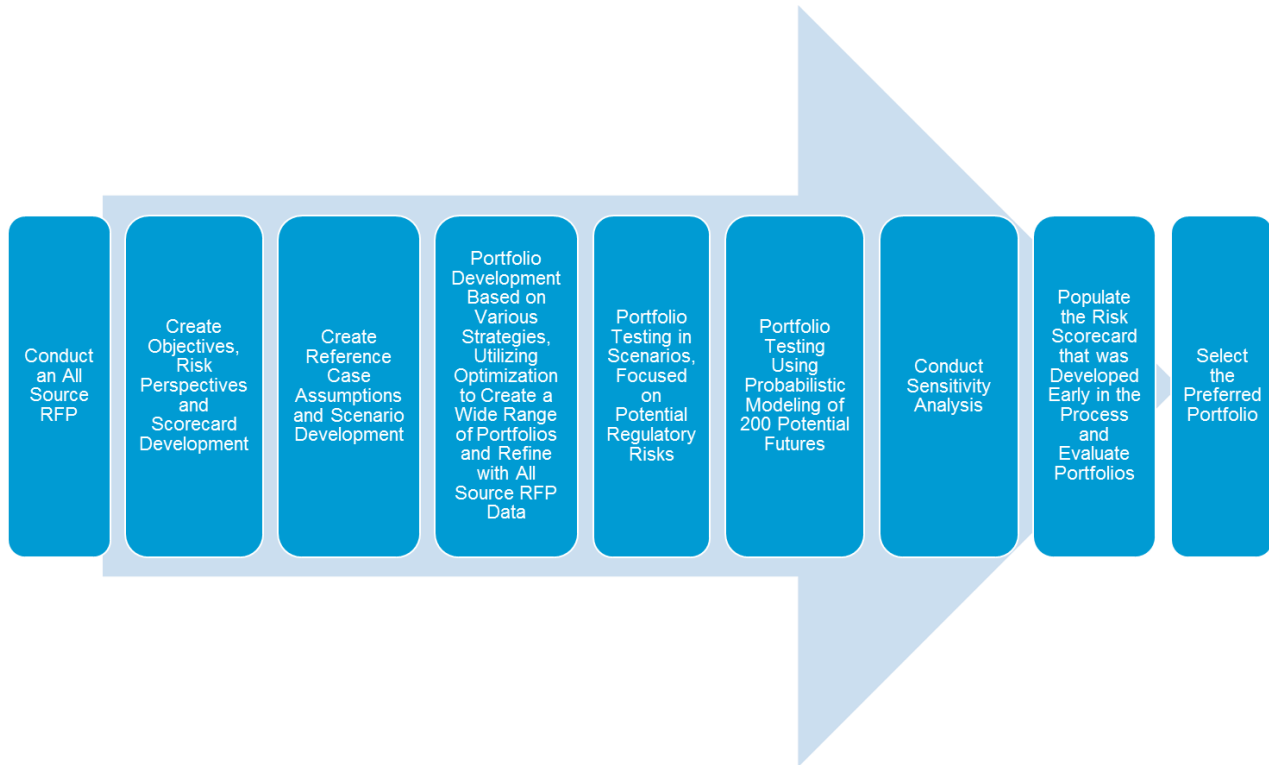 Conduct
an All
Source
RFP
Create
Objectives,
Risk
Perspectives
and
Scorecard
Development
Create
Reference
Case
Assumptions
and Scenario
Development
Portfolio
Development
Based on
Various
Strategies,
Utilizing
Optimization
to Create a
Wide Range
of Portfolios
and Refine
with All
Source RFP
Data
Portfolio
Testing in
Scenarios,
Focused
on
Potential
Regulatory
Risks
Portfolio
Testing
Using
Probabilistic
Modeling of
200 Potential
Futures
Conduct
Sensitivity
Analysis
Populate
the Risk
Scorecard
that was
Developed
Early in the
Process
and
Evaluate
Portfolios
Select
the
Preferred
Portfolio